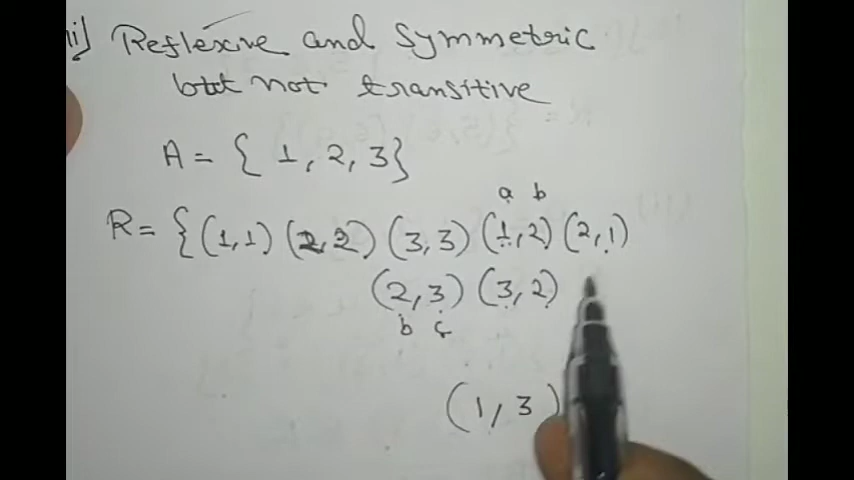 ii] Reflexive and Symmetric
but not transitive
A = { 1, 2, 3}
a b
R = {(1,1) (2,2) (3,3) (1,2) (2,1)
(2,3) (3,2)
b c
(1, 3)